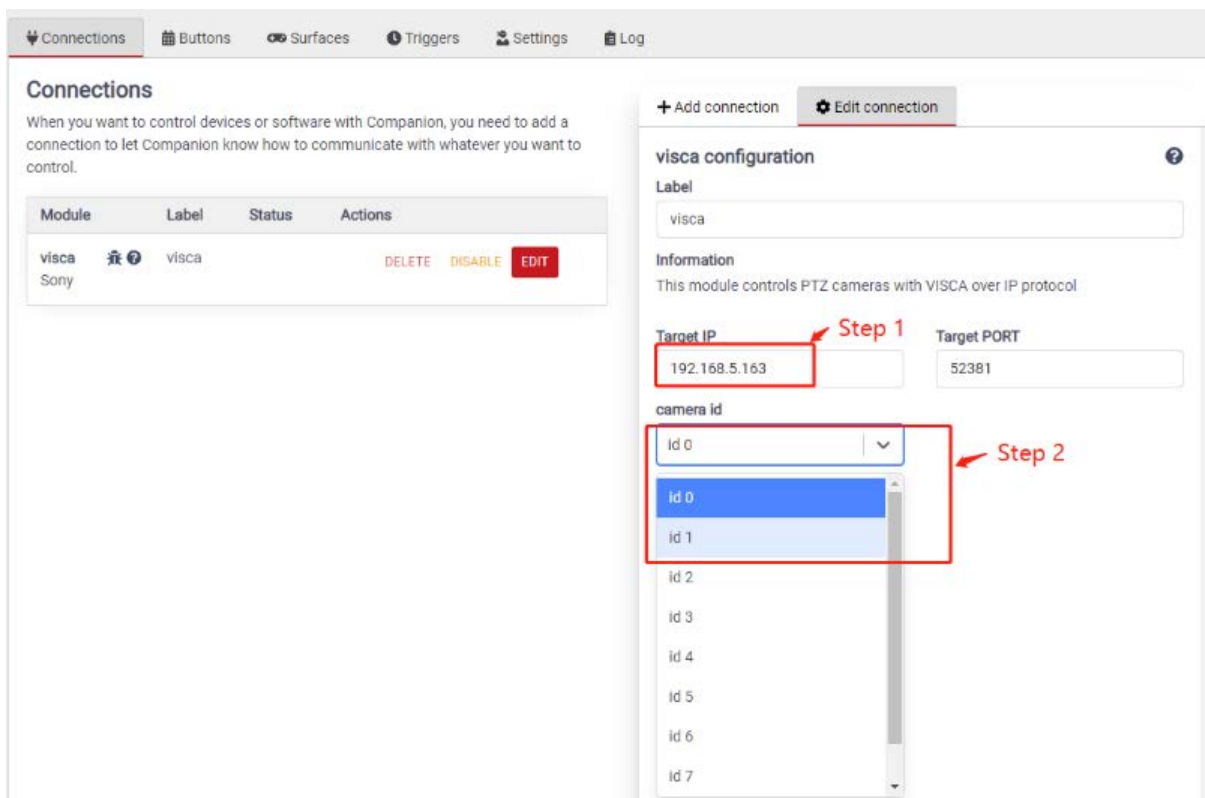 Connections
Buttons
Surfaces
Triggers
Settings
Log
Connections
When you want to control devices or software with Companion, you need to add a
connection to let Companion know how to communicate with whatever you want to
control.
Module Label Status Actions
visca visca DELETE DISABLE EDIT
Sony
Add connection
Edit connection
visca configuration
Label
visca
Information
This module controls PTZ cameras with VISCA over IP protocol
Target IP
Step 1
Target PORT
192.168.5.163
52381
camera id
id 0
Step 2
id 0
id 1
id 2
id 3
id 4
id 5
id 6
id 7